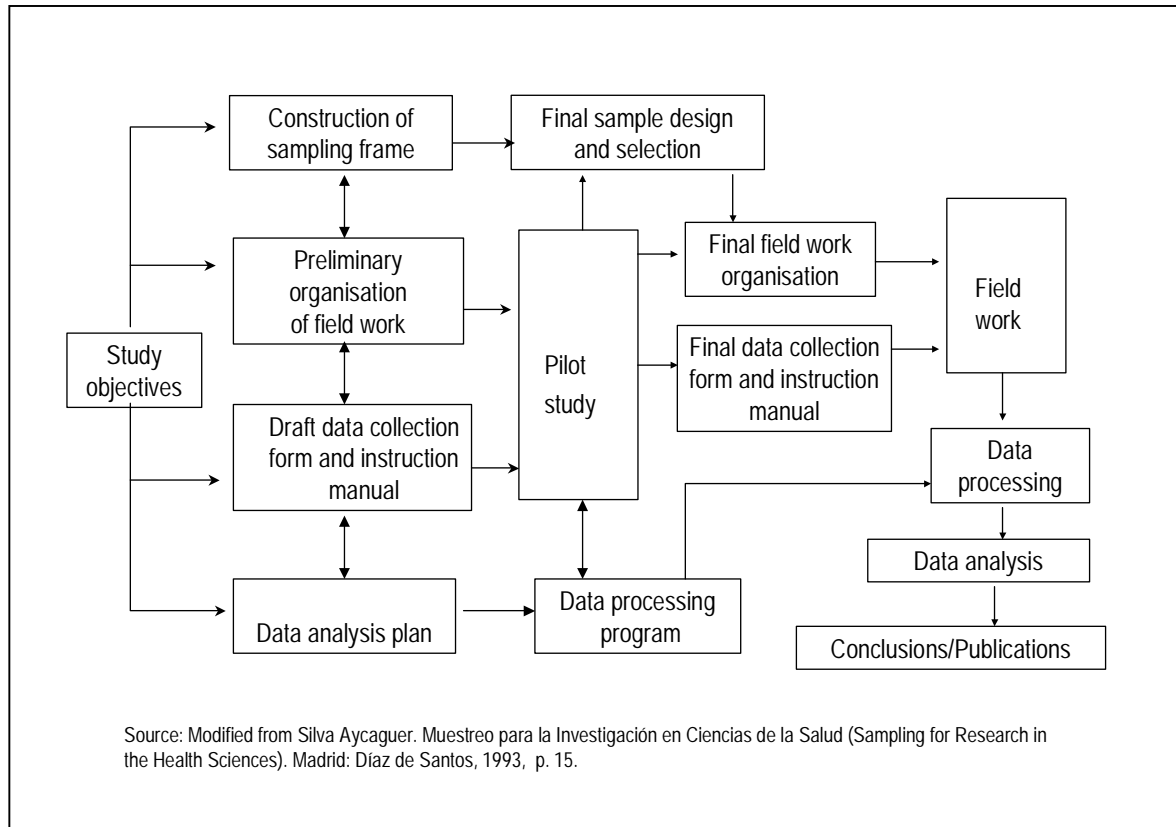 Construction of
sampling frame
Final sample design
and selection
Preliminary
organisation
of field work
Final field work
organisation
Field
work
Study
objectives
Pilot
study
Final data collection
form and instruction
manual
Draft data collection
form and instruction
manual
Data
processing
Data analysis
Data analysis plan
Data processing
program
Conclusions/Publications
Source: Modified from Silva Aycaguer. Muestreo para la Investigación en Ciencias de la Salud (Sampling for Research in
the Health Sciences). Madrid: Díaz de Santos, 1993, p. 15.